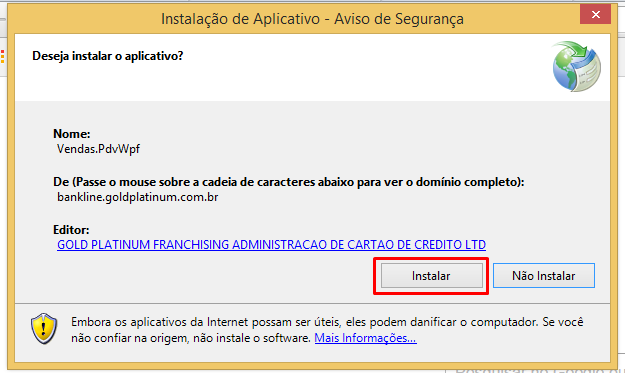 Instalação de Aplicativo - Aviso de Segurança
Deseja instalar o aplicativo?
Nome:
Vendas.PdvWpf
De (Passe o mouse sobre a cadeia de caracteres abaixo para ver o domínio completo):
bankline.goldplatinum.com.br
Editor:
GOLD PLATINUM FRANCHISING ADMINISTRACAO DE CARTAO DE CREDITO LTD
Instalar
Não Instalar
Embora os aplicativos da Internet possam ser úteis, eles podem danificar o computador. Se você
não confiar na origem, não instale o software. Mais Informações...